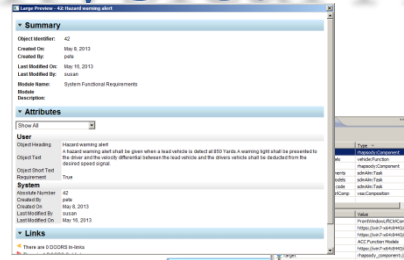 Large Preview - 42: Hazard warning alert
Summary
Object Identifier: 42
Created On: May 8, 2013
Created By: pete
Last Modified On: May 16, 2013
Last Modified By: susan
Module Name: System Functional Requirements
Module Description:
Attributes
Show All
User
Object Heading Hazard warning alert
Object Text A hazard warning alert shall be given when a lead vehicle is detect at 850 Yards. A warning light shall be presented to
the driver and the velocity differential between the lead vehicle and the drivers vehicle shall be deducted from the
desired speed signal.
Object Short Text
Requirement True
System
Absolute Number 42
Created By pete
Created On May 8, 2013
Last Modified By susan
Last Modified On May 16, 2013
Links
There are 0 DOORS In-links
Type
rhapsody:Component
vehicle:Function
rhapsody:Component
Value
ACC Function Models